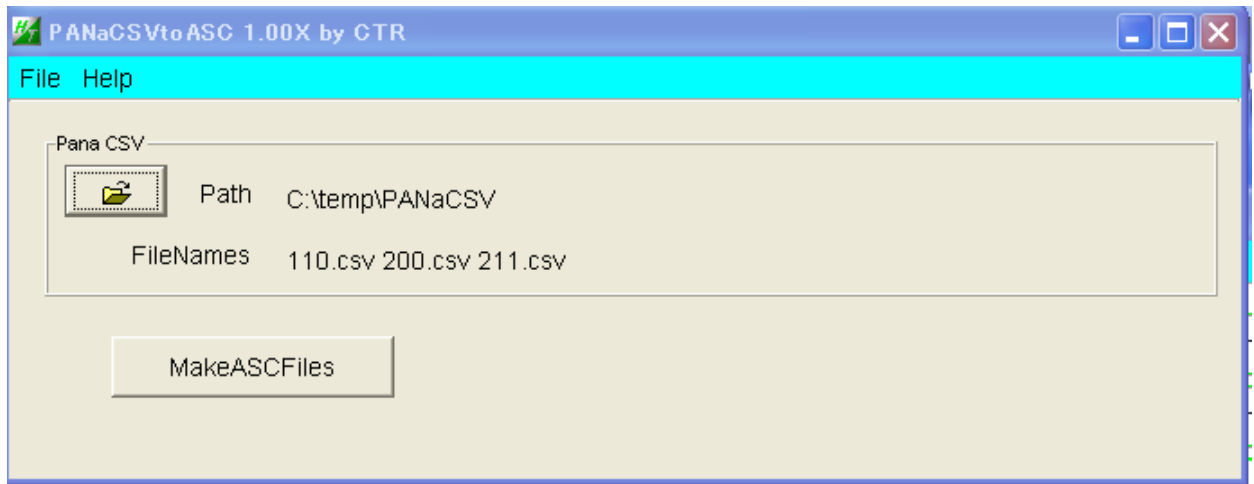 PANaCSVtoASC 1.00X by CTR
File Help
Pana CSV
Path C:\temp\PANaCSV
FileNames 110.csv 200.csv 211.csv
MakeASCFiles